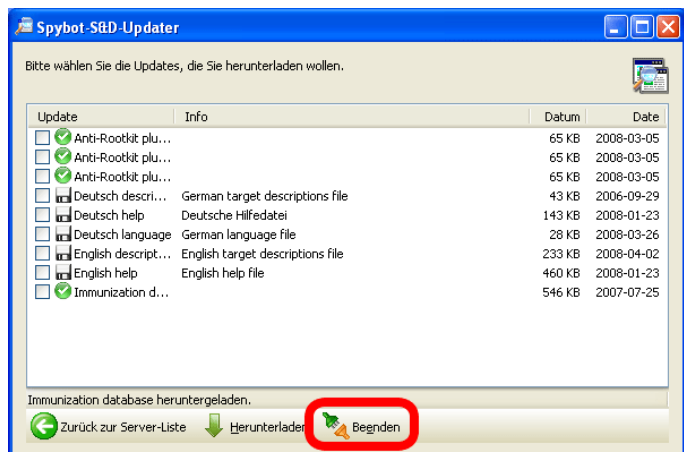 Spybot-S&D-Updater
Bitte wählen Sie die Updates, die Sie herunterladen wollen.
Update Info Datum Date
Anti-Rootkit plu... 65 KB 2008-03-05
Anti-Rootkit plu... 65 KB 2008-03-05
Anti-Rootkit plu... 65 KB 2008-03-05
Deutsch descri... German target descriptions file 43 KB 2006-09-29
Deutsch help Deutsche Hilfedatei 143 KB 2008-01-23
Deutsch language German language file 28 KB 2008-03-26
English descript... English target descriptions file 233 KB 2008-04-02
English help English help file 460 KB 2008-01-23
Immunization d... 546 KB 2007-07-25
Immunization database heruntergeladen.
Zurück zur Server-Liste Herunterladen Beenden